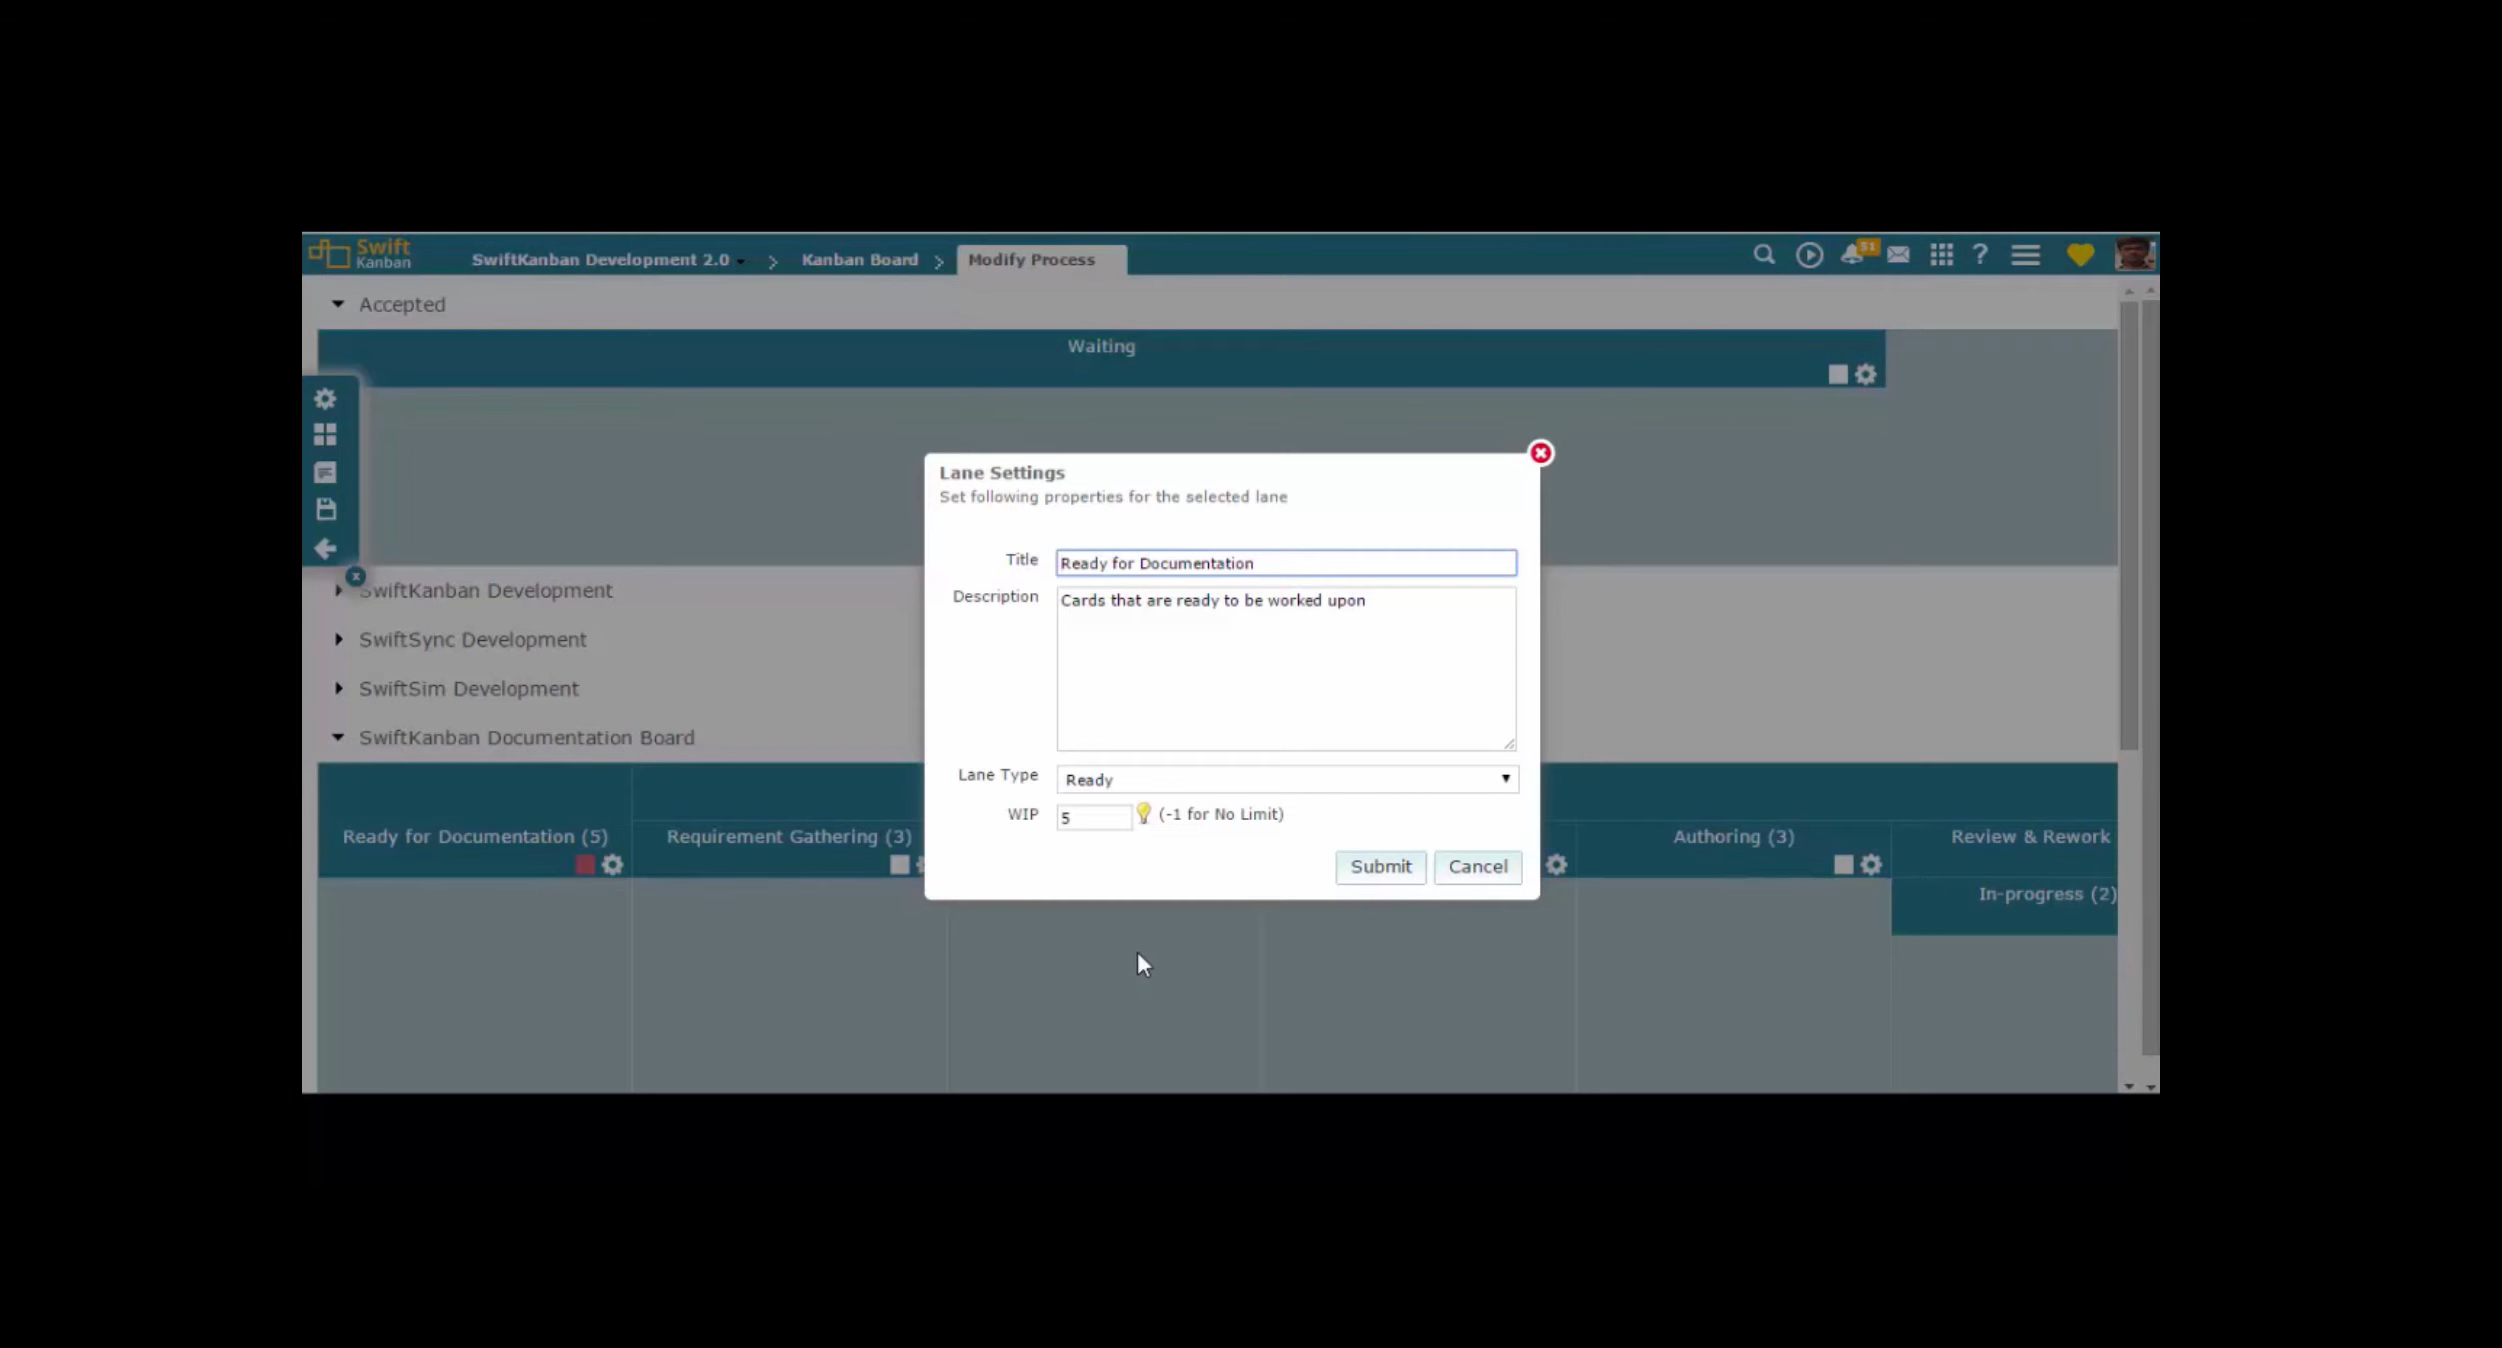 Swift
Kanban
SwiftKanban Development 2.0 > Kanban Board > Modify Process
51
?
Accepted
Waiting
Lane Settings
Set following properties for the selected lane
Title
Ready for Documentation
Description
Cards that are ready to be worked upon
Lane Type
Ready
WIP
5
(-1 for No Limit)
Submit
Cancel
x
SwiftKanban Development
SwiftSync Development
SwiftSim Development
SwiftKanban Documentation Board
Ready for Documentation (5)
Requirement Gathering (3)
Authoring (3)
Review & Rework
In-progress (2)